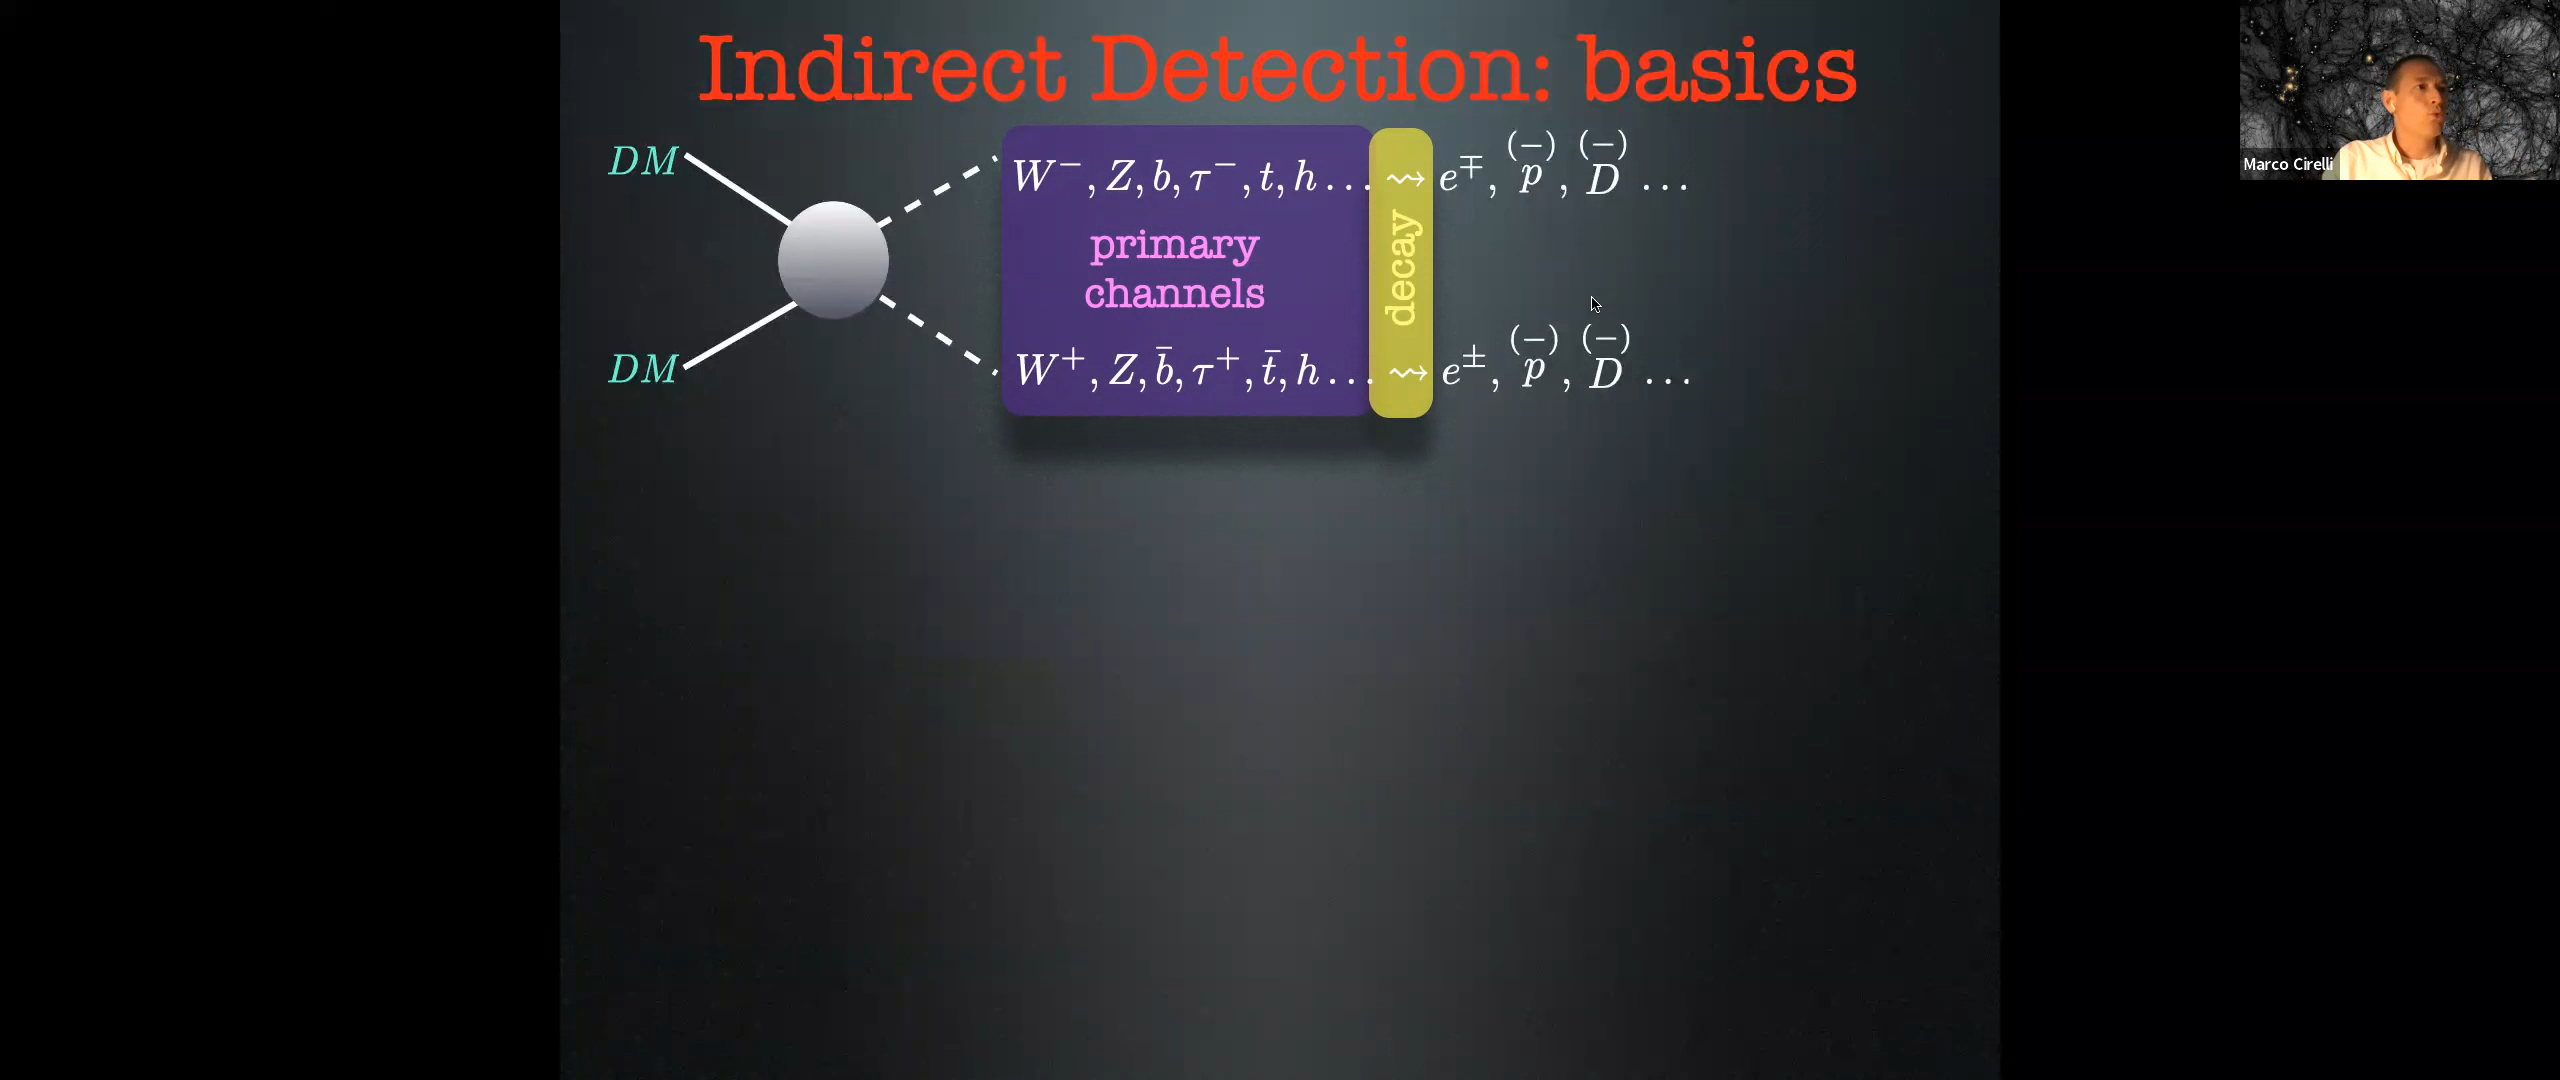 Indirect Detection: basics
DM
W⁻, Z, b, τ⁻, t, h... ⇝ e^∓, (−)p, (−)D ...
primary
channels
decay
DM
W⁺, Z, b̄, τ⁺, t̄, h... ⇝ e^±, (−)p, (−)D ...
Marco Cirelli